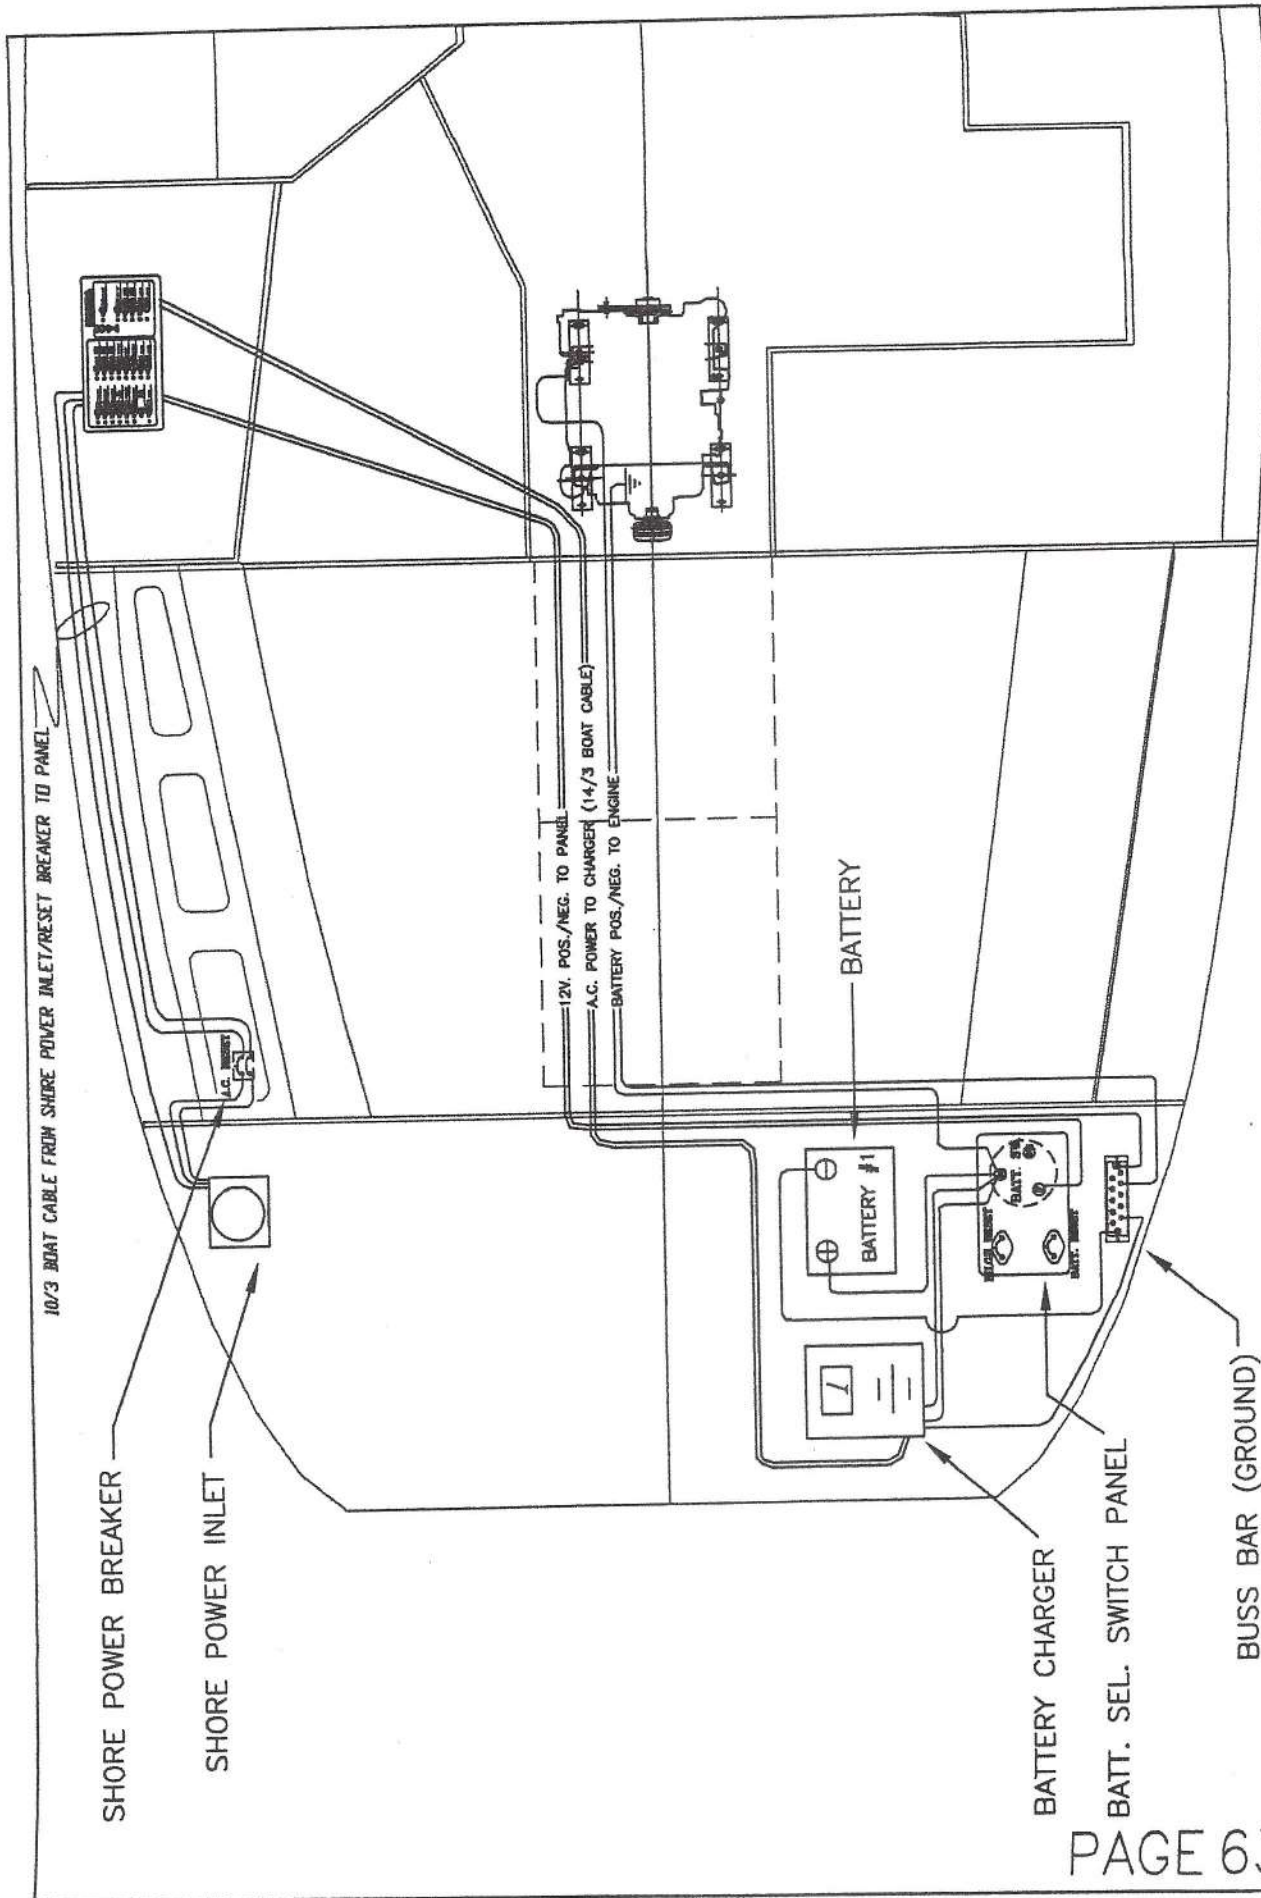 10/3 BOAT CABLE FROM SHORE POWER INLET/RESET BREAKER TO PANEL
SHORE POWER BREAKER
SHORE POWER INLET
A.C. RESET
12V. POS./NEG. TO PANEL
A.C. POWER TO CHARGER (14/3 BOAT CABLE)
BATTERY POS./NEG. TO ENGINE
BATTERY
BATTERY #1
BATT. SW.
BILGE RESET
BATT. RESET
BATTERY CHARGER
BATT. SEL. SWITCH PANEL
BUSS BAR (GROUND)
PAGE